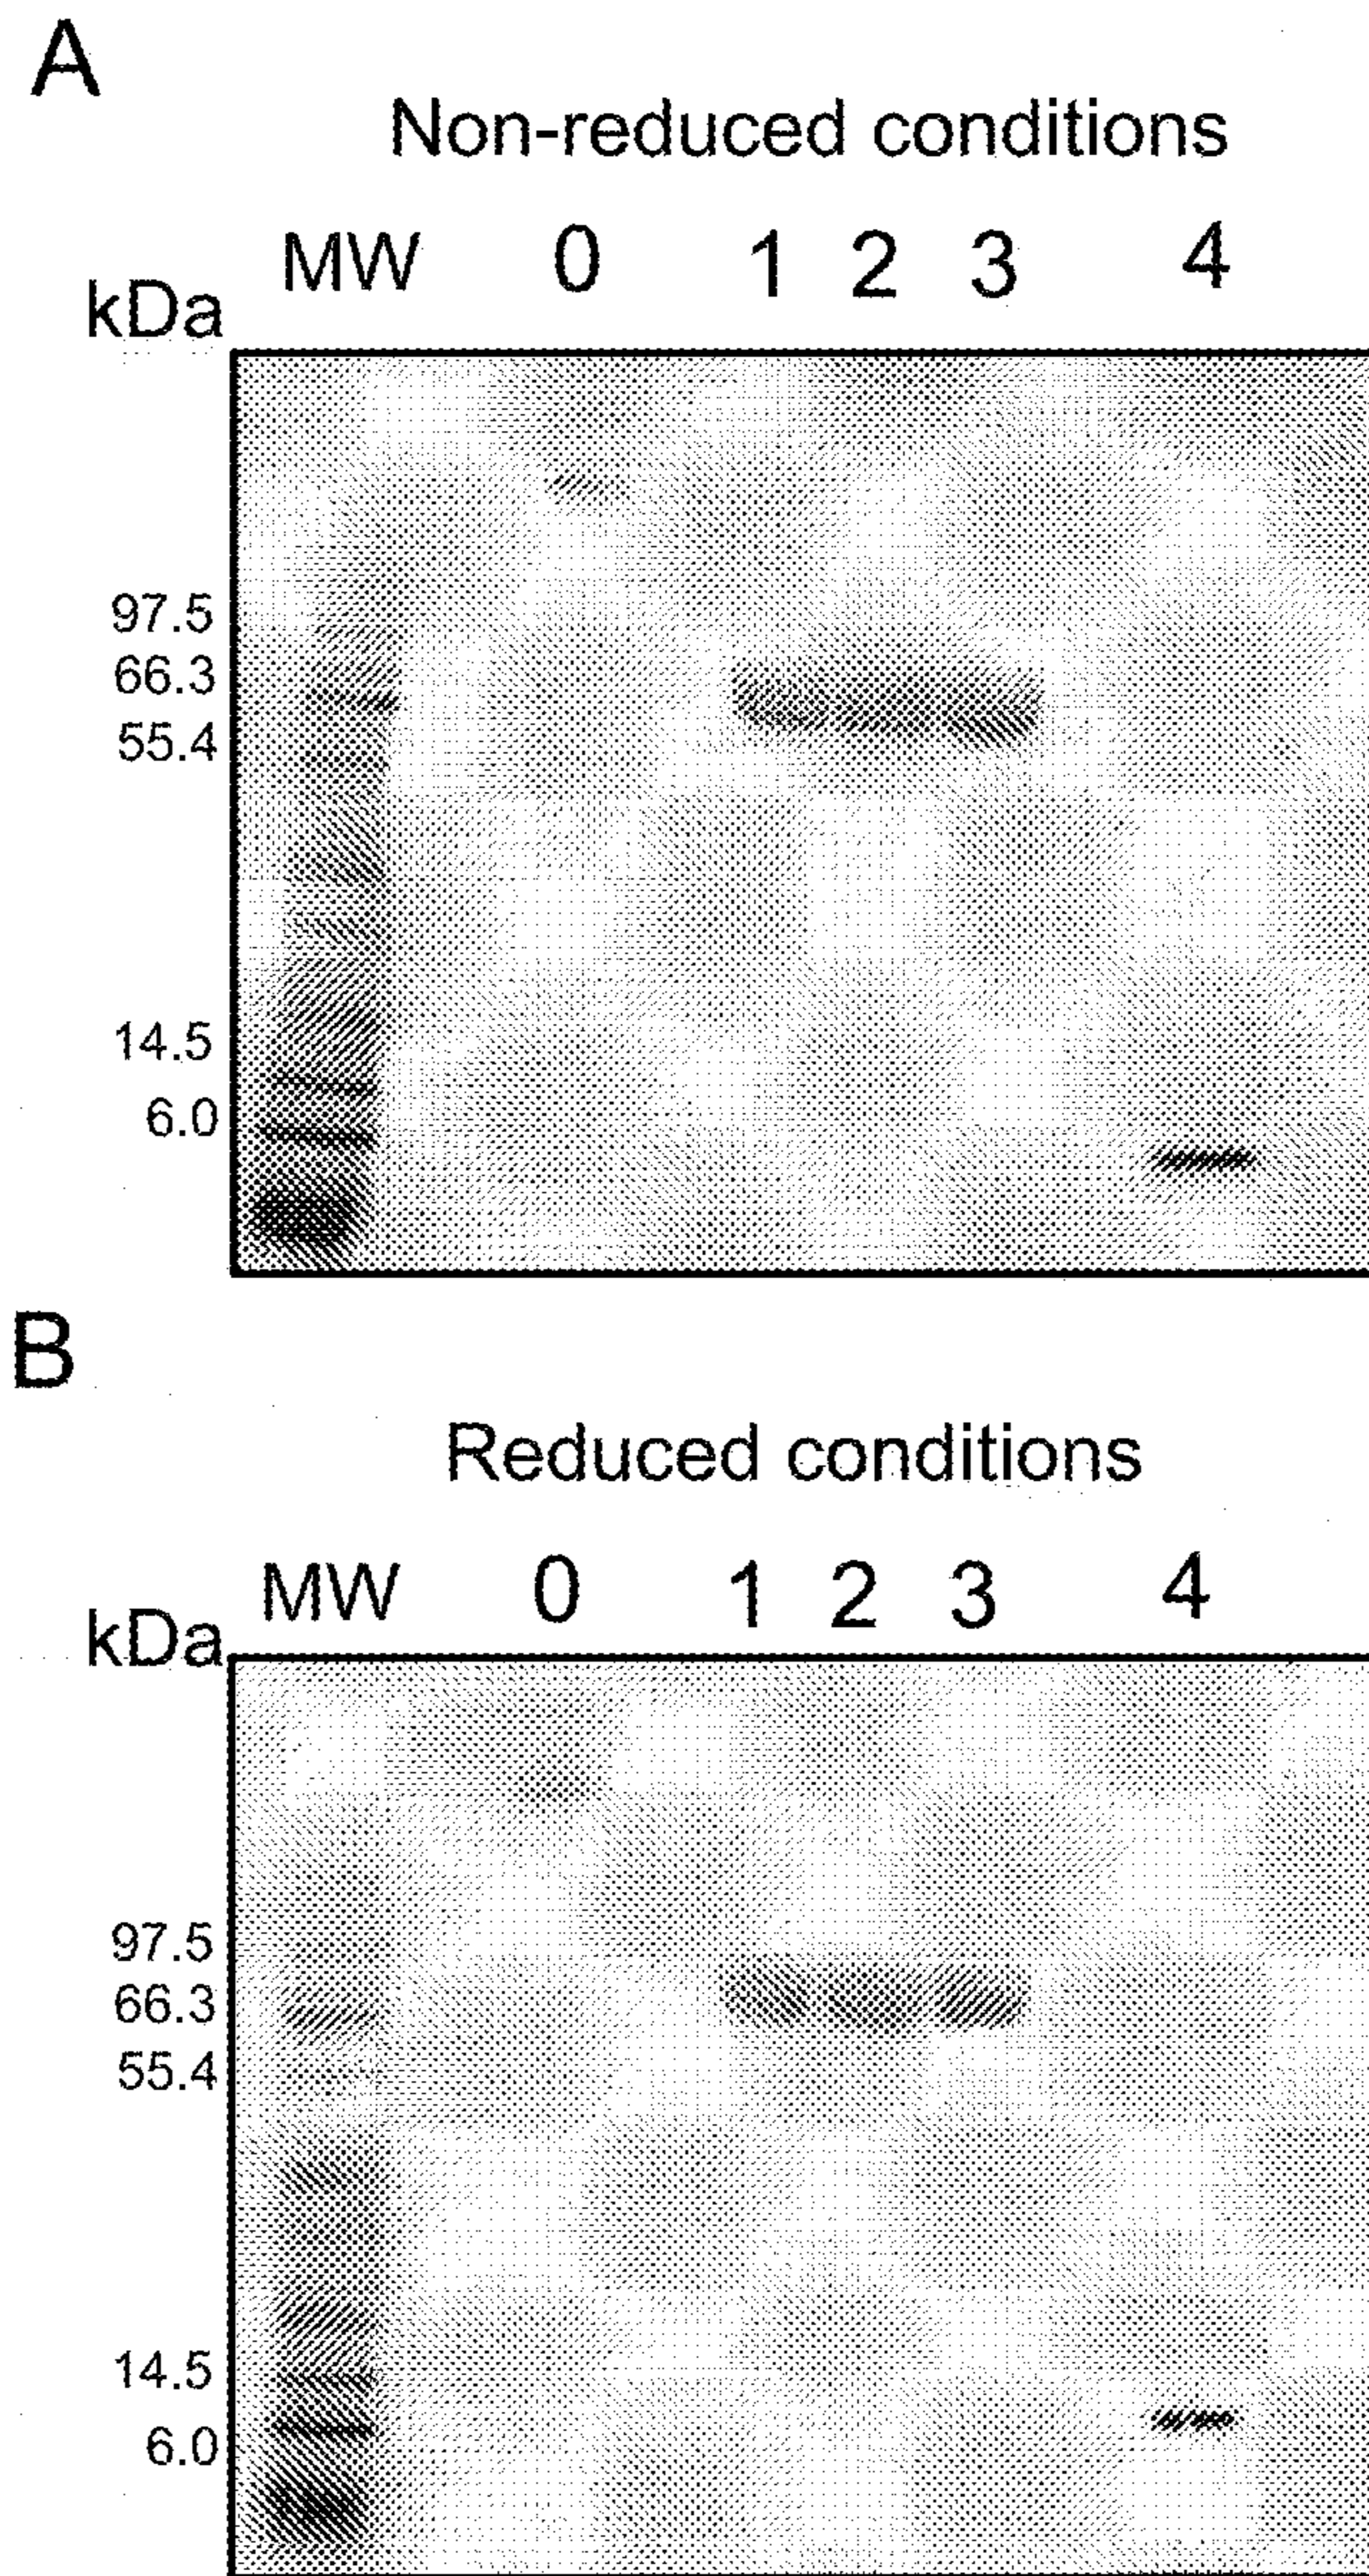 A
Non-reduced conditions
MW 0 1 2 3 4
kDa
97.5
66.3
55.4
14.5
6.0
B
Reduced conditions
MW 0 1 2 3 4
kDa
97.5
66.3
55.4
14.5
6.0